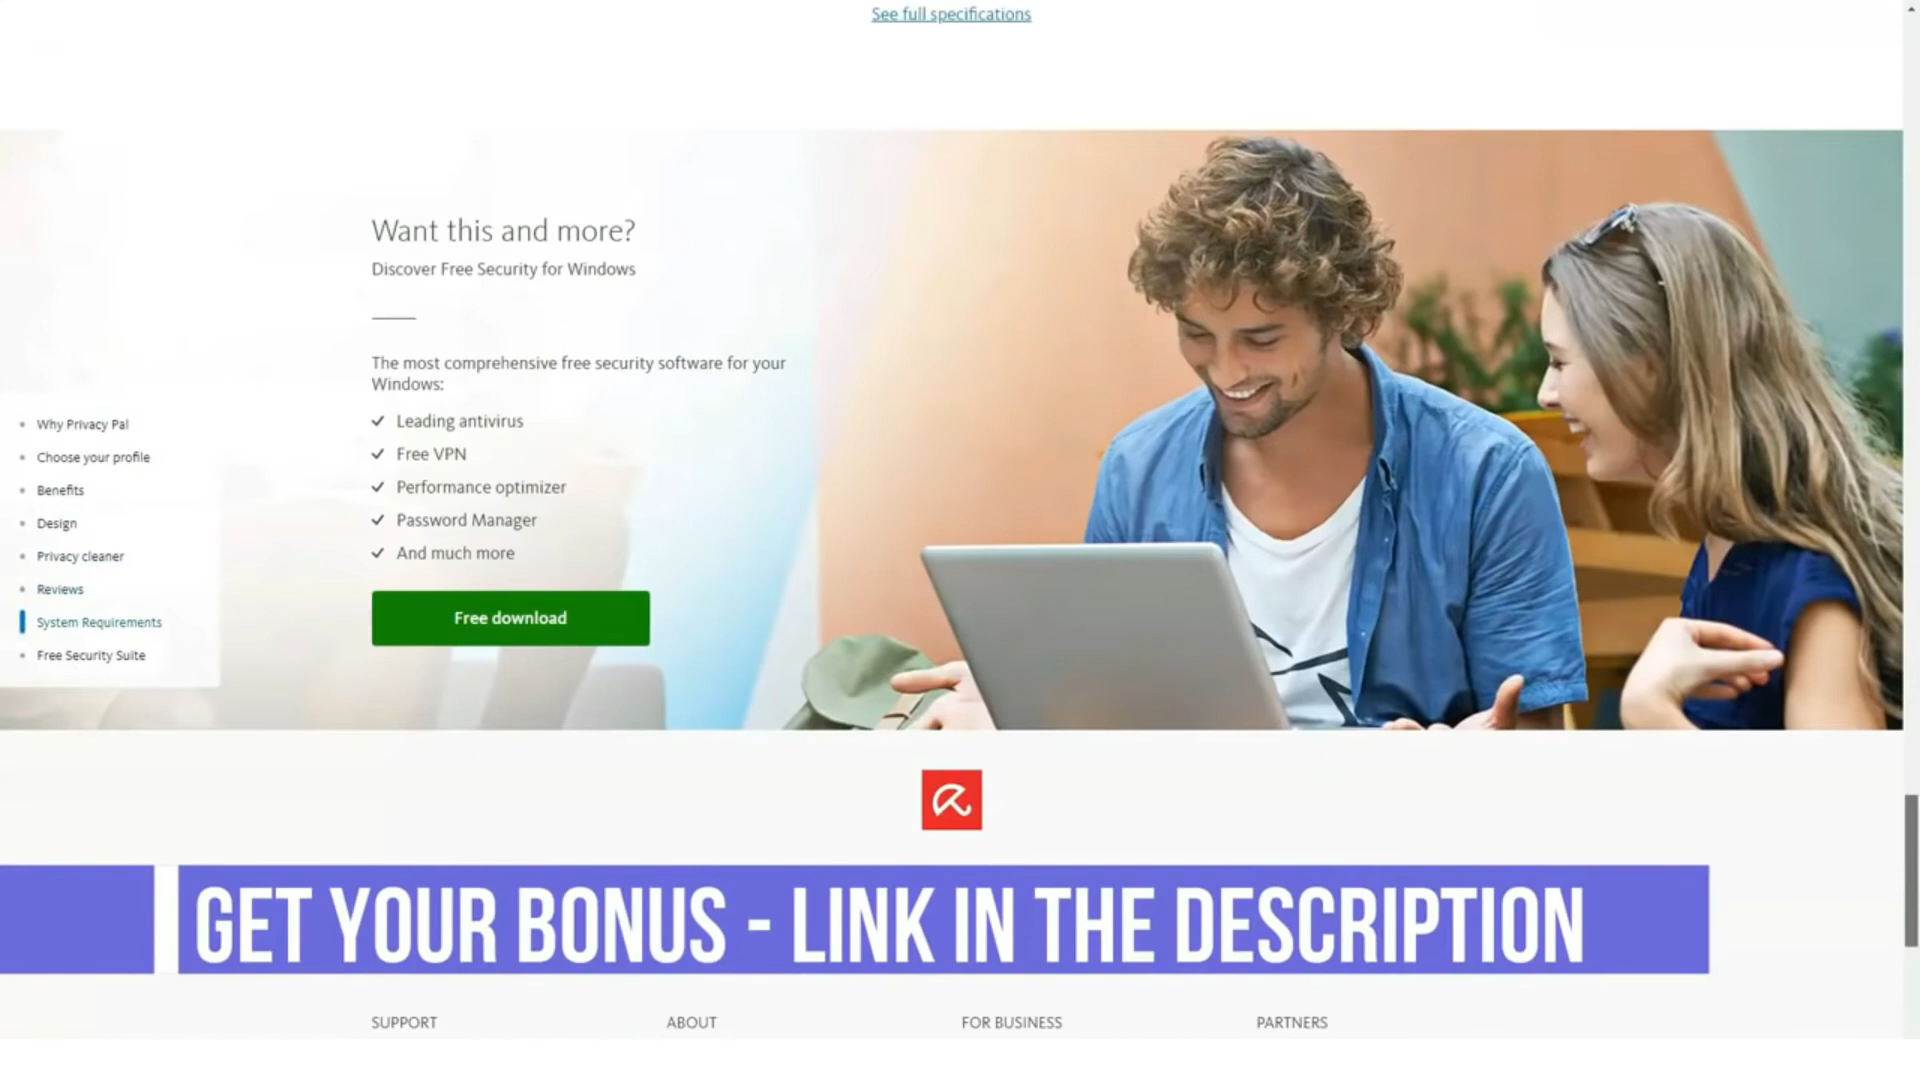 See full specifications
Want this and more?
Discover Free Security for Windows
The most comprehensive free security software for your
Windows:
Leading antivirus
Free VPN
Performance optimizer
Password Manager
And much more
Free download
Why Privacy Pal
Choose your profile
Benefits
Design
Privacy cleaner
Reviews
System Requirements
Free Security Suite
GET YOUR BONUS - LINK IN THE DESCRIPTION
SUPPORT
ABOUT
FOR BUSINESS
PARTNERS